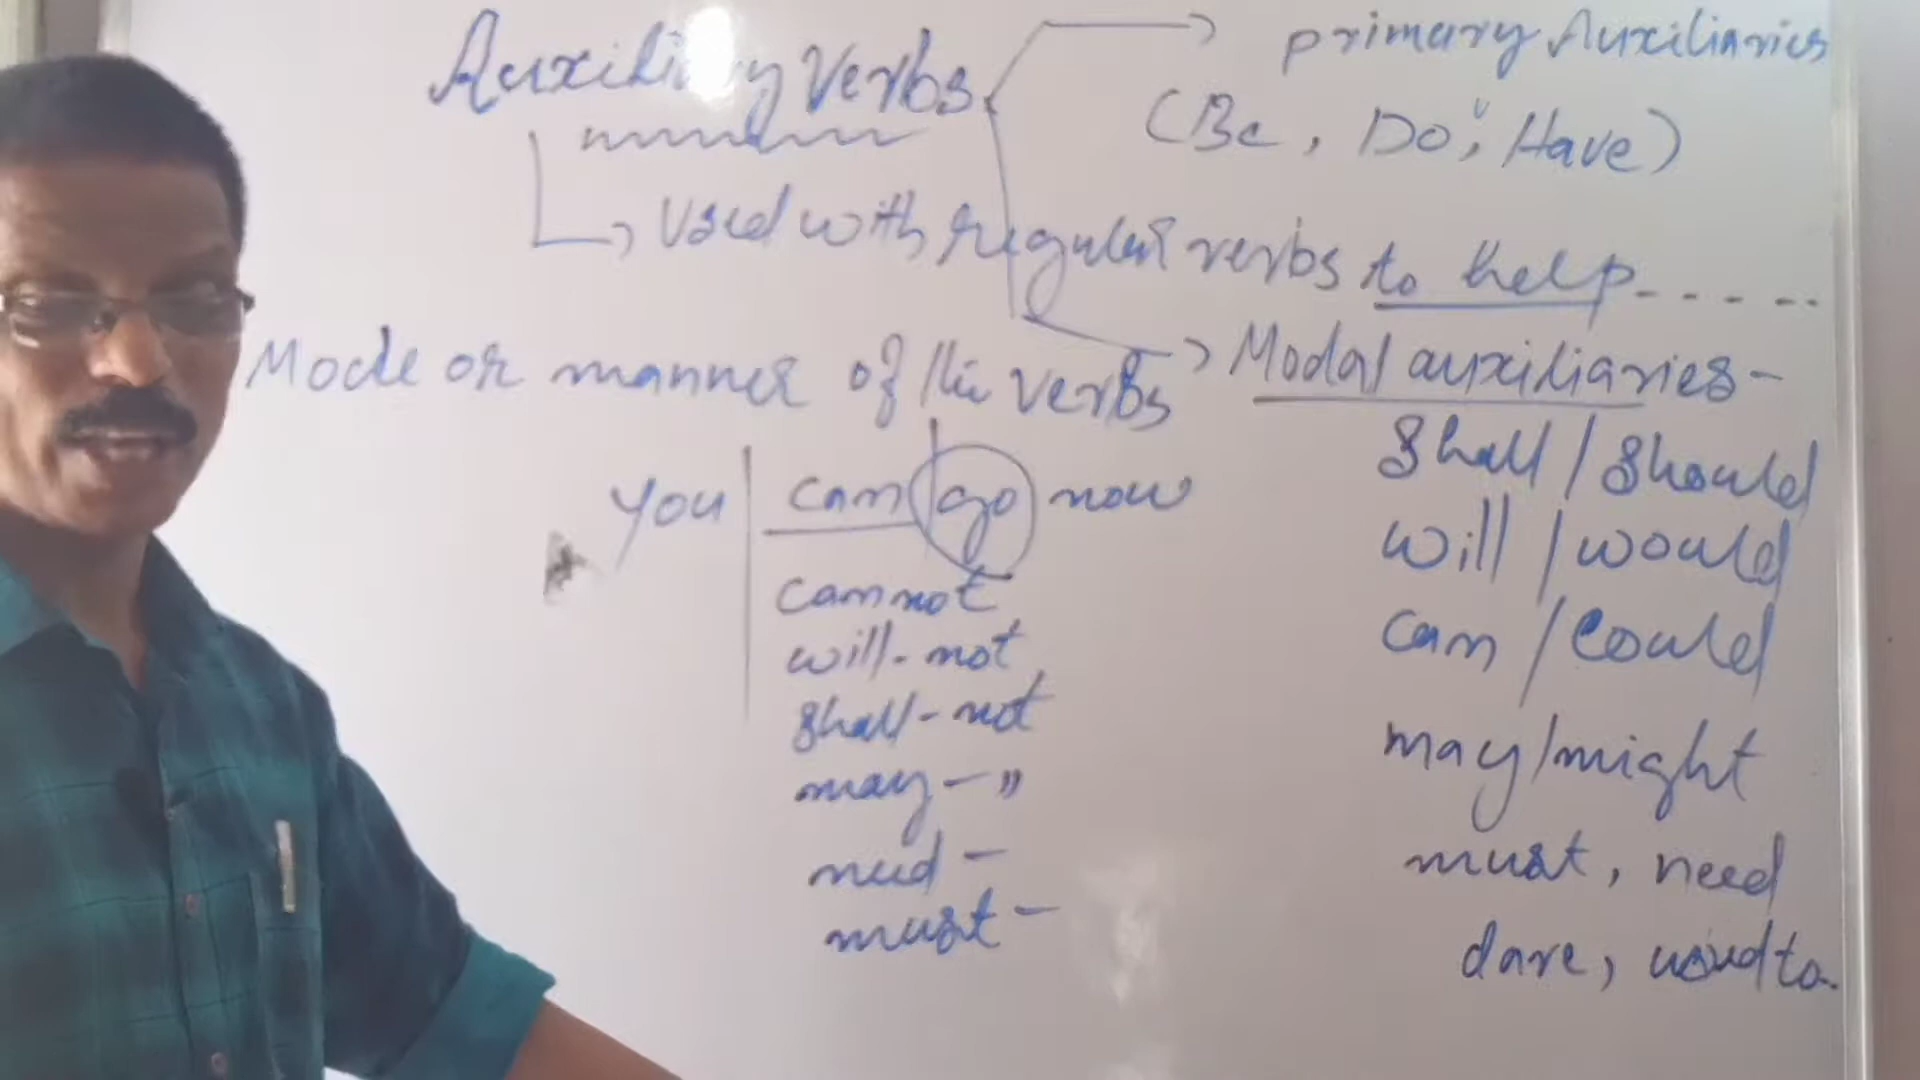 Auxiliary Verbs → primary Auxiliaries
(Be, Do, Have)
→ Used with regular verbs to help - - - - -
Mode or manner of the verbs → Modal auxiliaries -
You can go now
cannot
will - not
shall - not
may - "
need -
must -
Shall / Should
will / would
can / could
may / might
must, need
dare, used to.